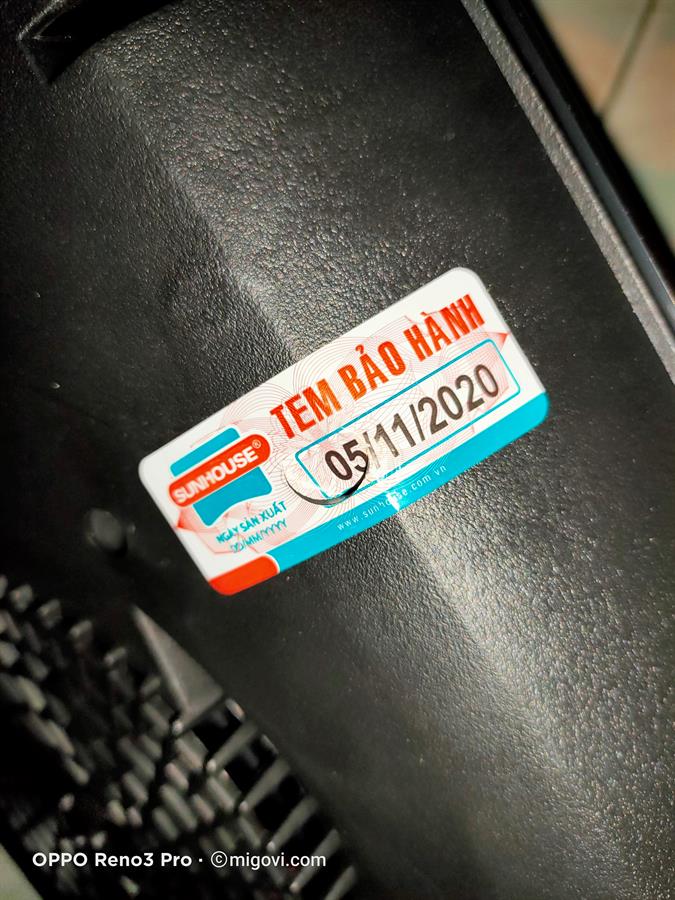 TEM BẢO HÀNH
05/11/2020
SUNHOUSE®
NGÀY SẢN XUẤT
DD/MM/YYYY
www.sunhouse.com.vn
OPPO Reno3 Pro · ©migovi.com